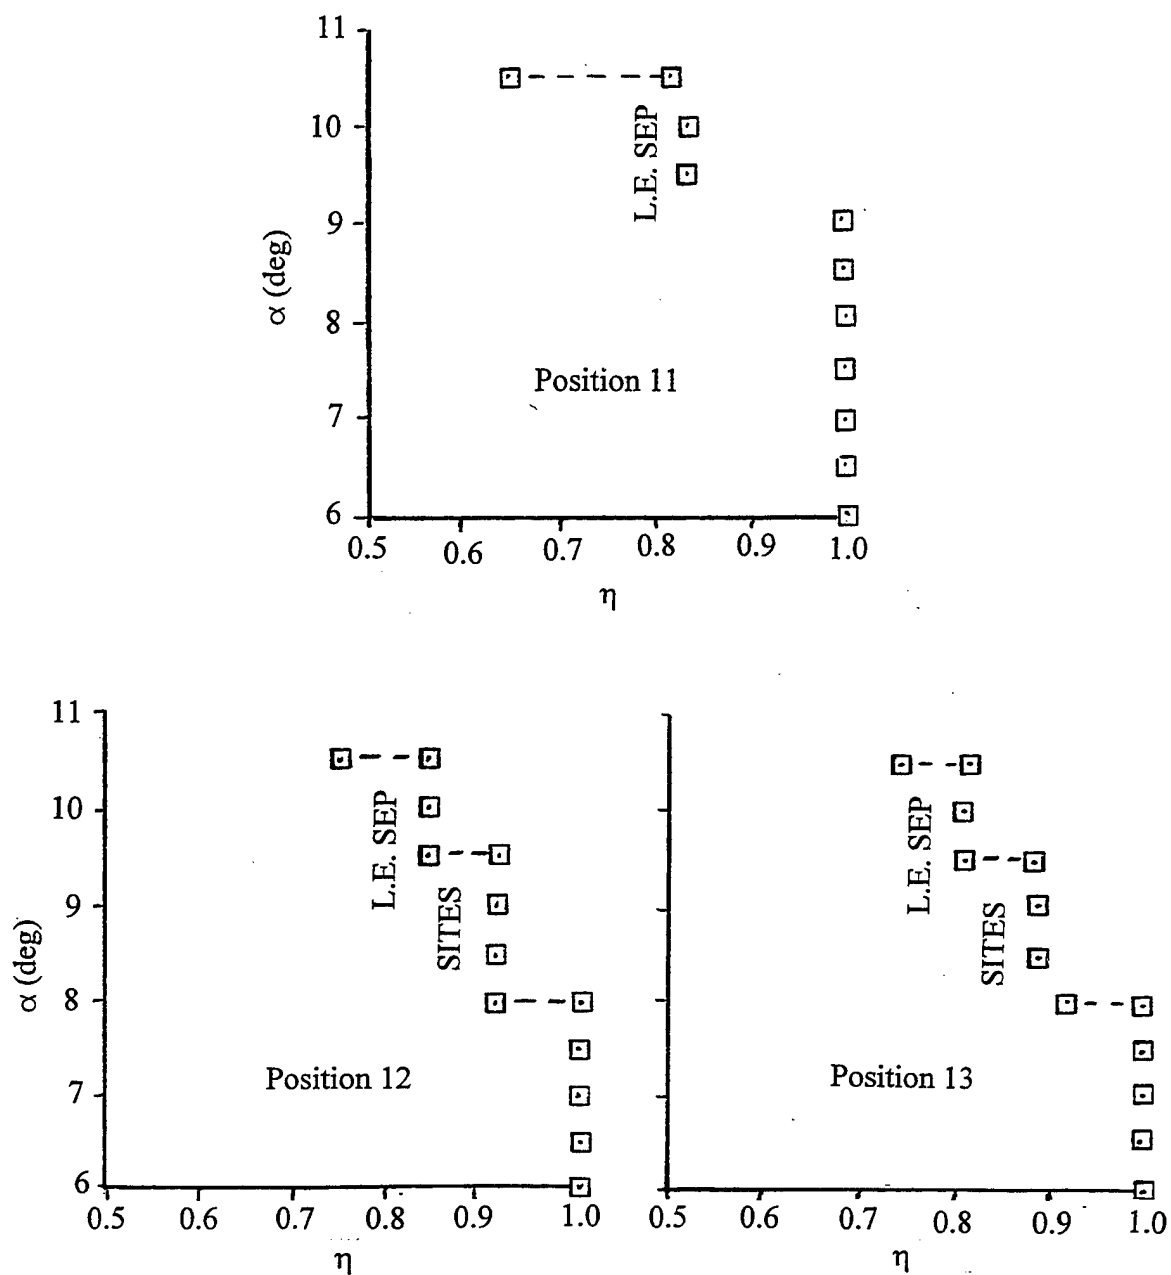 11
10
9
8
7
6
α (deg)
L.E. SEP
Position 11
0.5 0.6 0.7 0.8 0.9 1.0
η
11
10
9
8
7
6
α (deg)
L.E. SEP
SITES
Position 12
0.5 0.6 0.7 0.8 0.9 1.0
η
L.E. SEP
SITES
Position 13
0.5 0.6 0.7 0.8 0.9 1.0
η